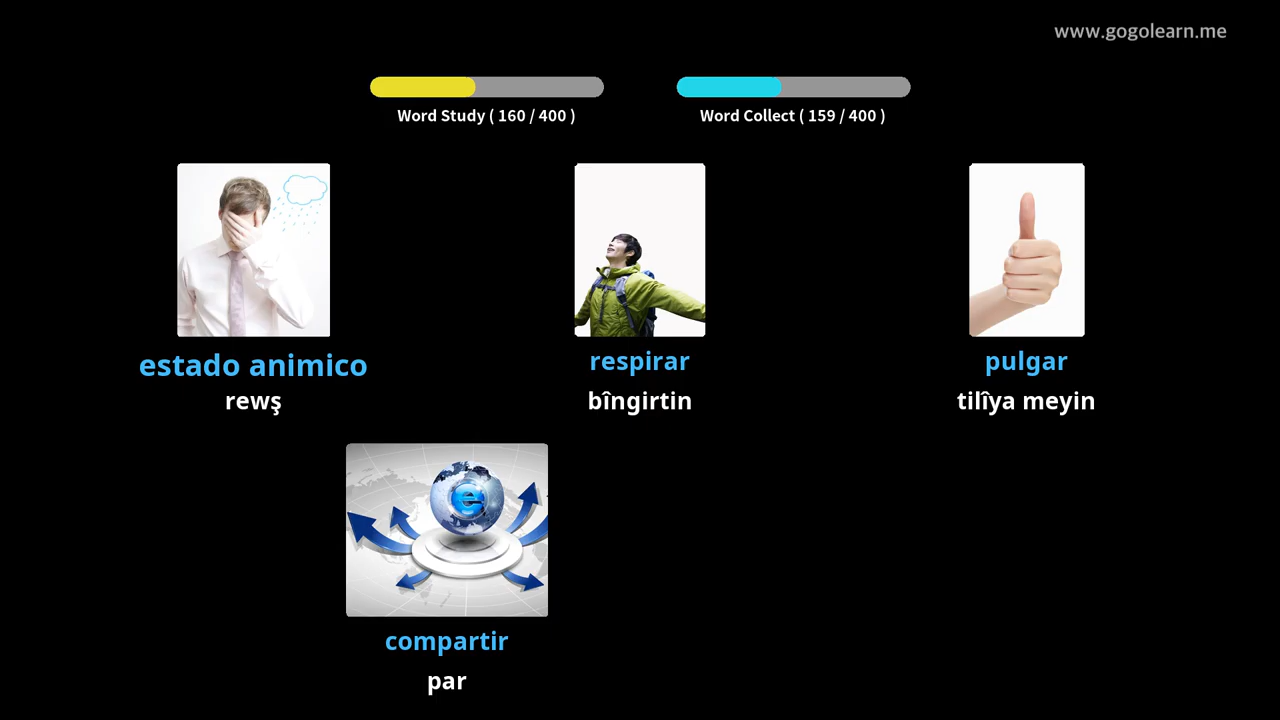 www.gogolearn.me
Word Study ( 160 / 400 )
Word Collect ( 159 / 400 )
estado animico
rewş
respirar
bîngirtin
pulgar
tilîya meyin
e
compartir
par